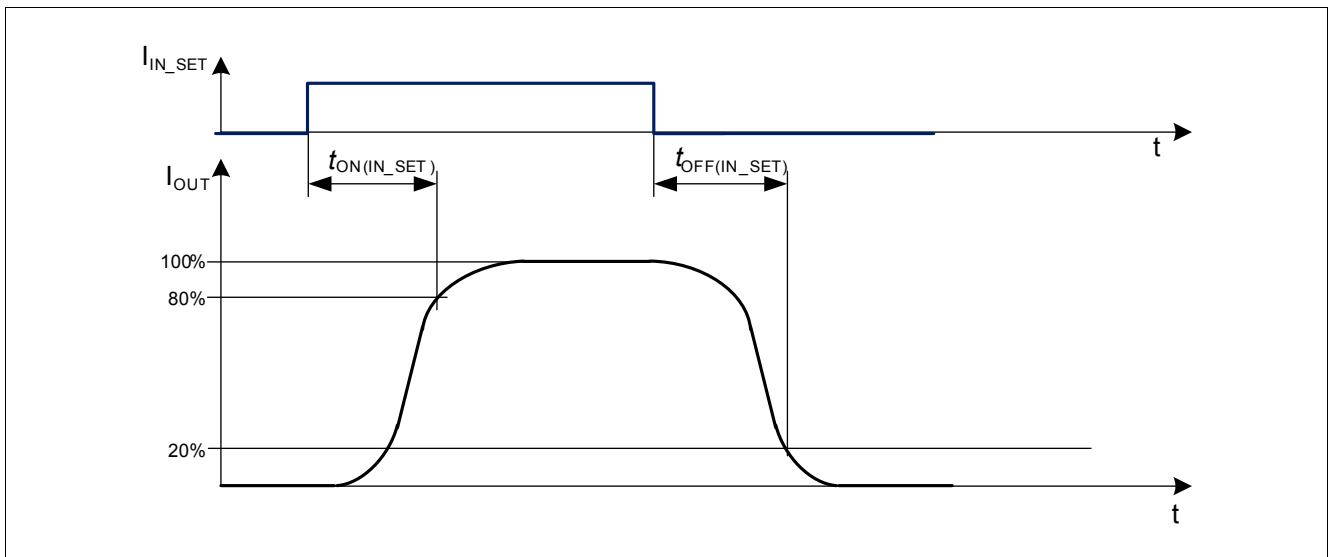 I_IN_SET
t
t_ON(IN_SET)
t_OFF(IN_SET)
I_OUT
100%
80%
20%
t